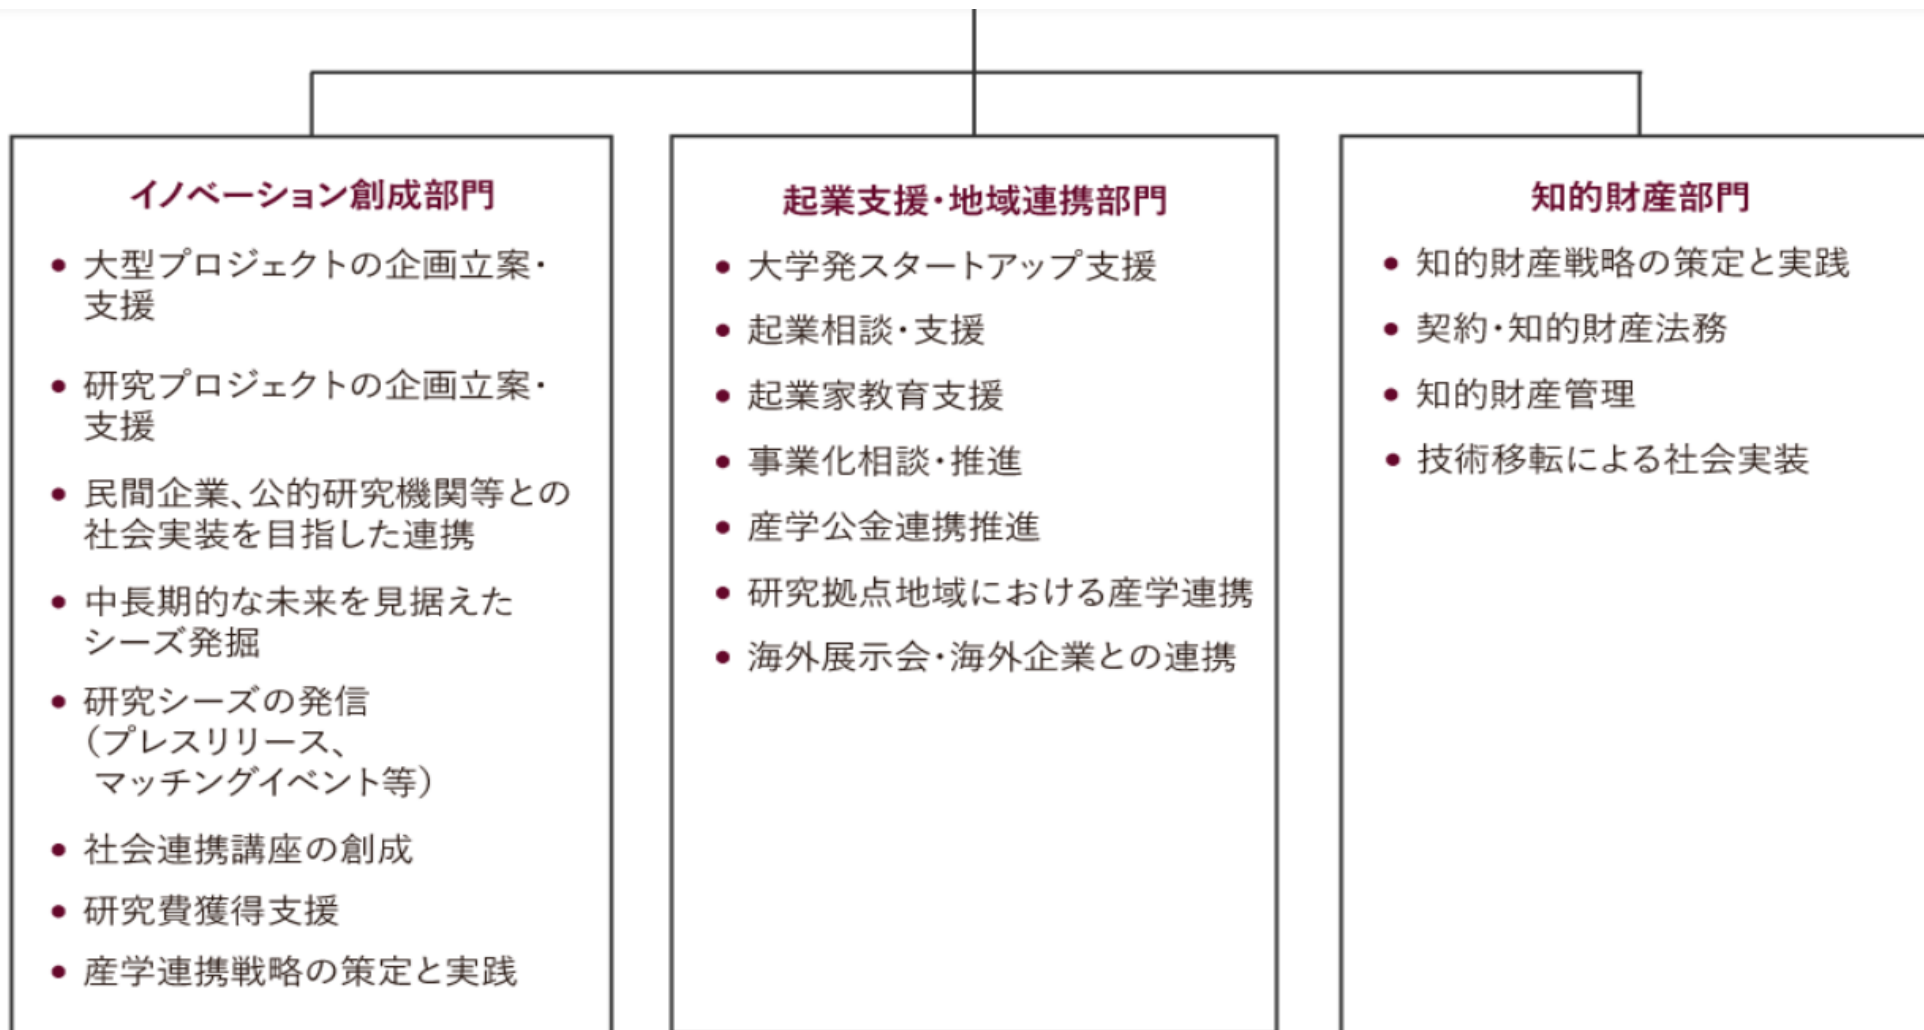 イノベーション創成部門
● 大型プロジェクトの企画立案・
支援
● 研究プロジェクトの企画立案・
支援
● 民間企業、公的研究機関等との
社会実装を目指した連携
● 中長期的な未来を見据えた
シーズ発掘
● 研究シーズの発信
（プレスリリース、
マッチングイベント等）
● 社会連携講座の創成
● 研究費獲得支援
● 産学連携戦略の策定と実践
起業支援・地域連携部門
● 大学発スタートアップ支援
● 起業相談・支援
● 起業家教育支援
● 事業化相談・推進
● 産学公金連携推進
● 研究拠点地域における産学連携
● 海外展示会・海外企業との連携
知的財産部門
● 知的財産戦略の策定と実践
● 契約・知的財産法務
● 知的財産管理
● 技術移転による社会実装